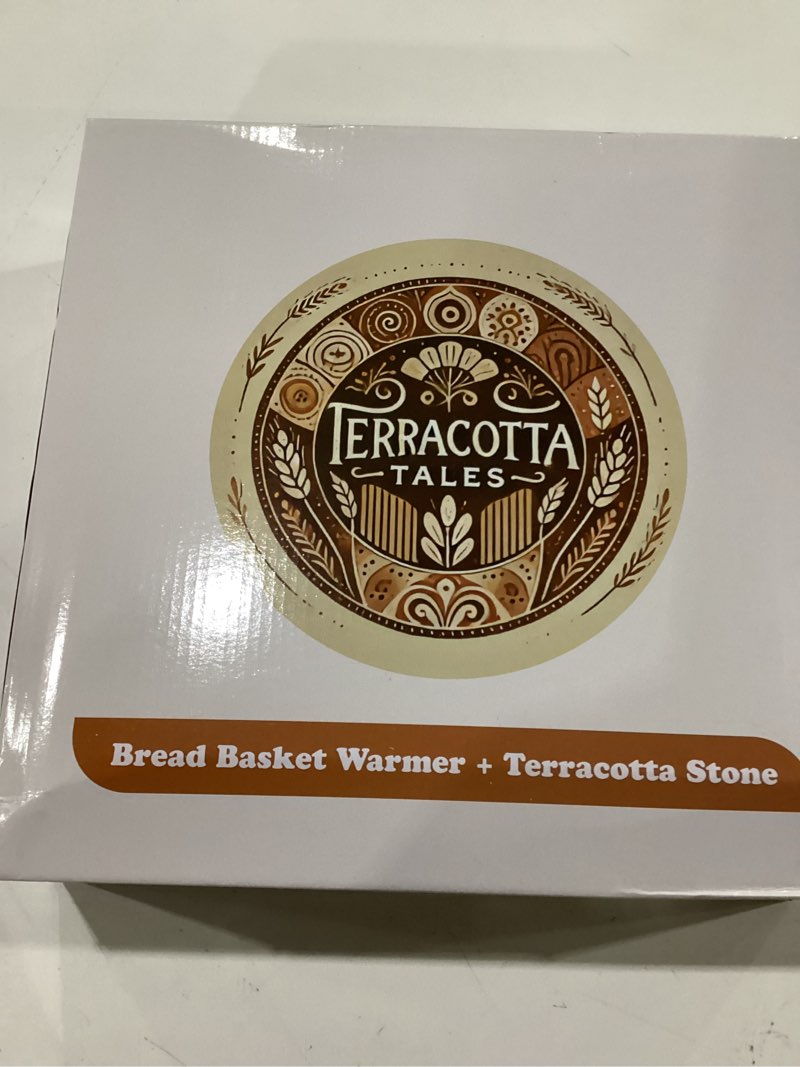 TERRACOTTA
TALES
Bread Basket Warmer + Terracotta Stone